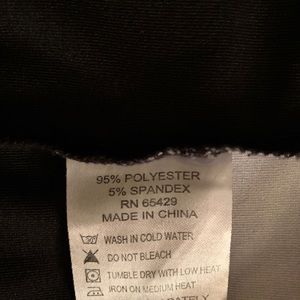 95% POLYESTER
5% SPANDEX
RN 65429
MADE IN CHINA
WASH IN COLD WATER
DO NOT BLEACH
TUMBLE DRY WITH LOW HEAT
IRON ON MEDIUM HEAT